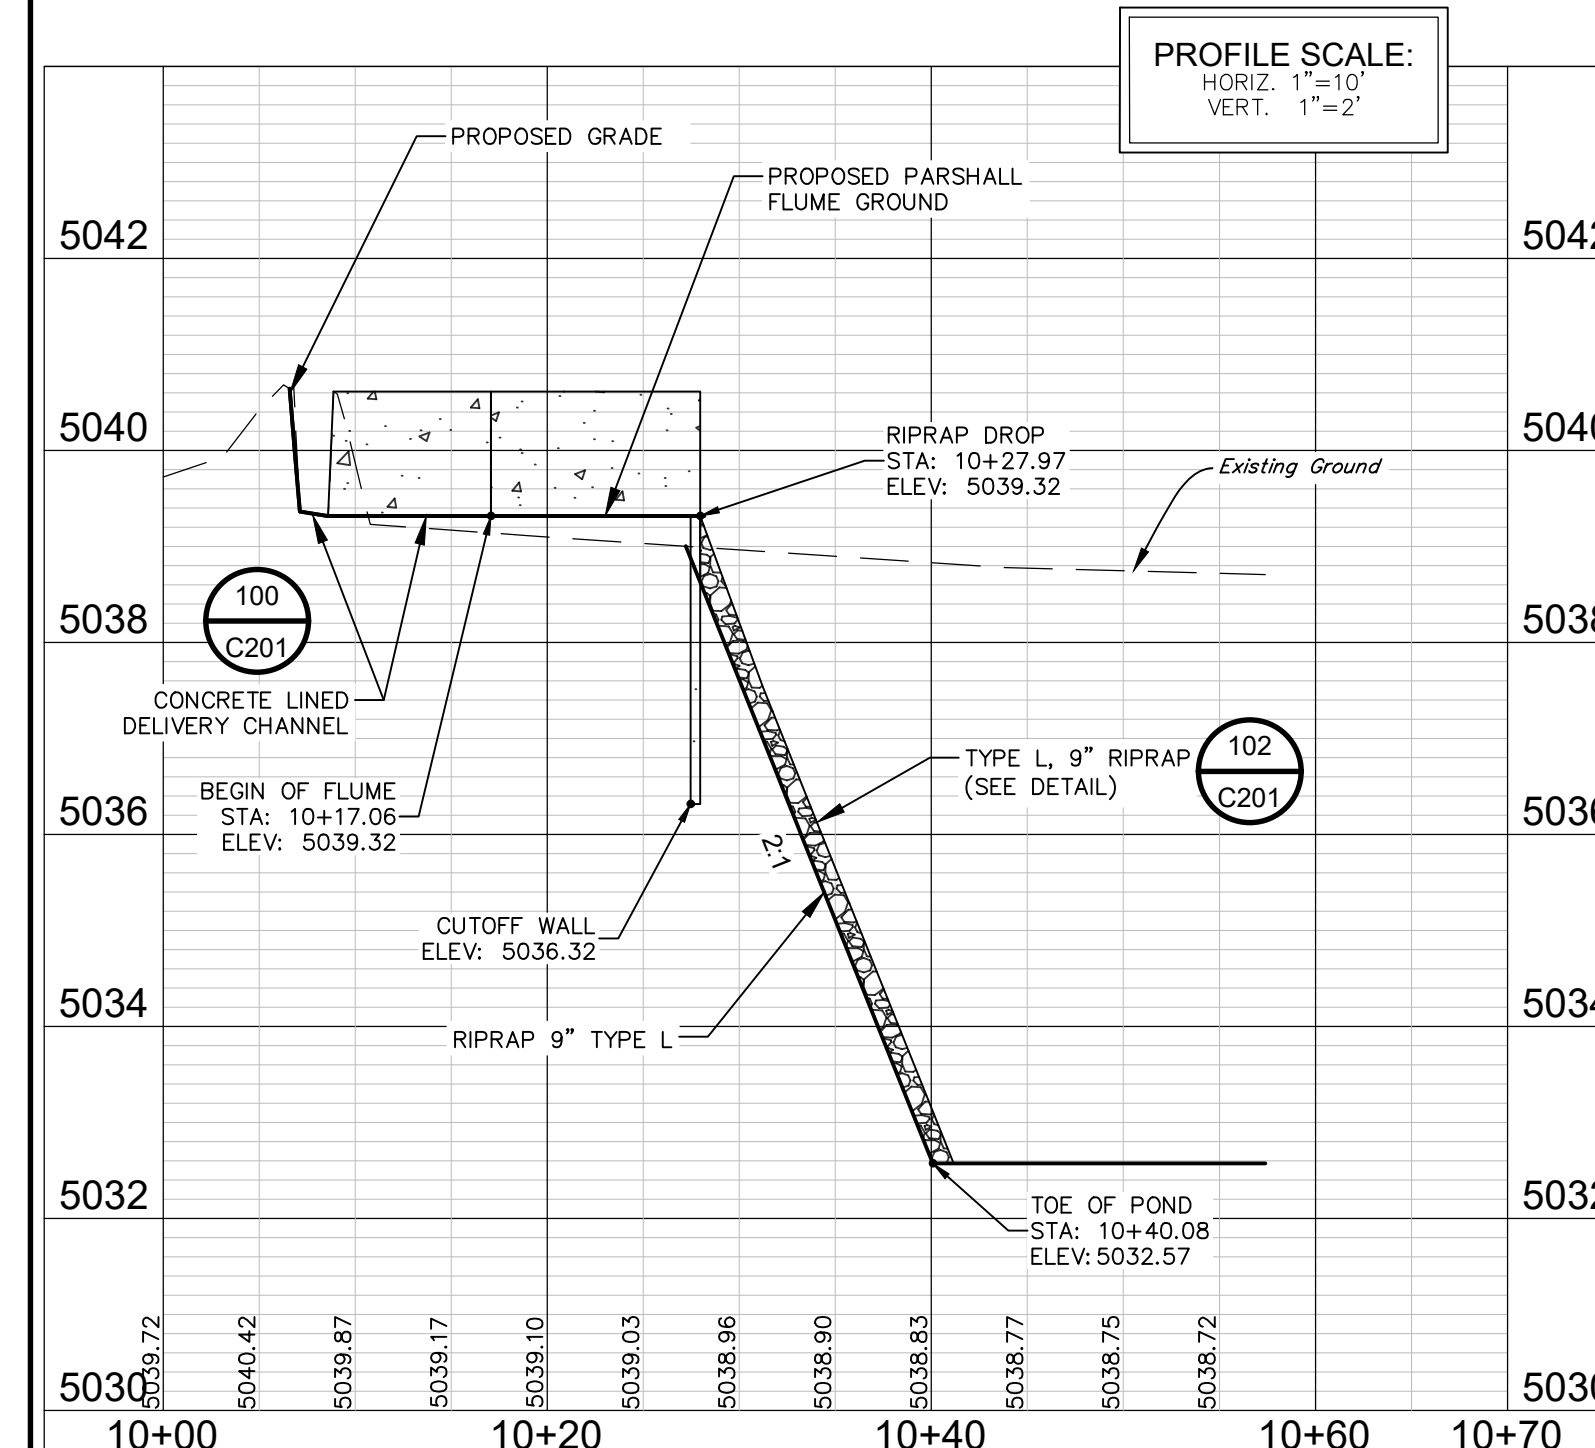 PROFILE SCALE:
HORIZ. 1"=10'
VERT. 1"=2'
PROPOSED GRADE
PROPOSED PARSHALL
FLUME GROUND
5042
5042
5040
5040
RIPRAP DROP
STA: 10+27.97
ELEV: 5039.32
Existing Ground
100
C201
5038
5038
CONCRETE LINED
DELIVERY CHANNEL
TYPE L, 9" RIPRAP
(SEE DETAIL)
102
C201
BEGIN OF FLUME
STA: 10+17.06
ELEV: 5039.32
5036
5036
2:1
CUTOFF WALL
ELEV: 5036.32
5034
5034
RIPRAP 9" TYPE L
5032
5032
TOE OF POND
STA: 10+40.08
ELEV: 5032.57
5030
5030
5039.72
5040.42
5039.87
5039.17
5039.10
5039.03
5038.96
5038.90
5038.83
5038.77
5038.75
5038.72
10+00
10+20
10+40
10+60
10+70